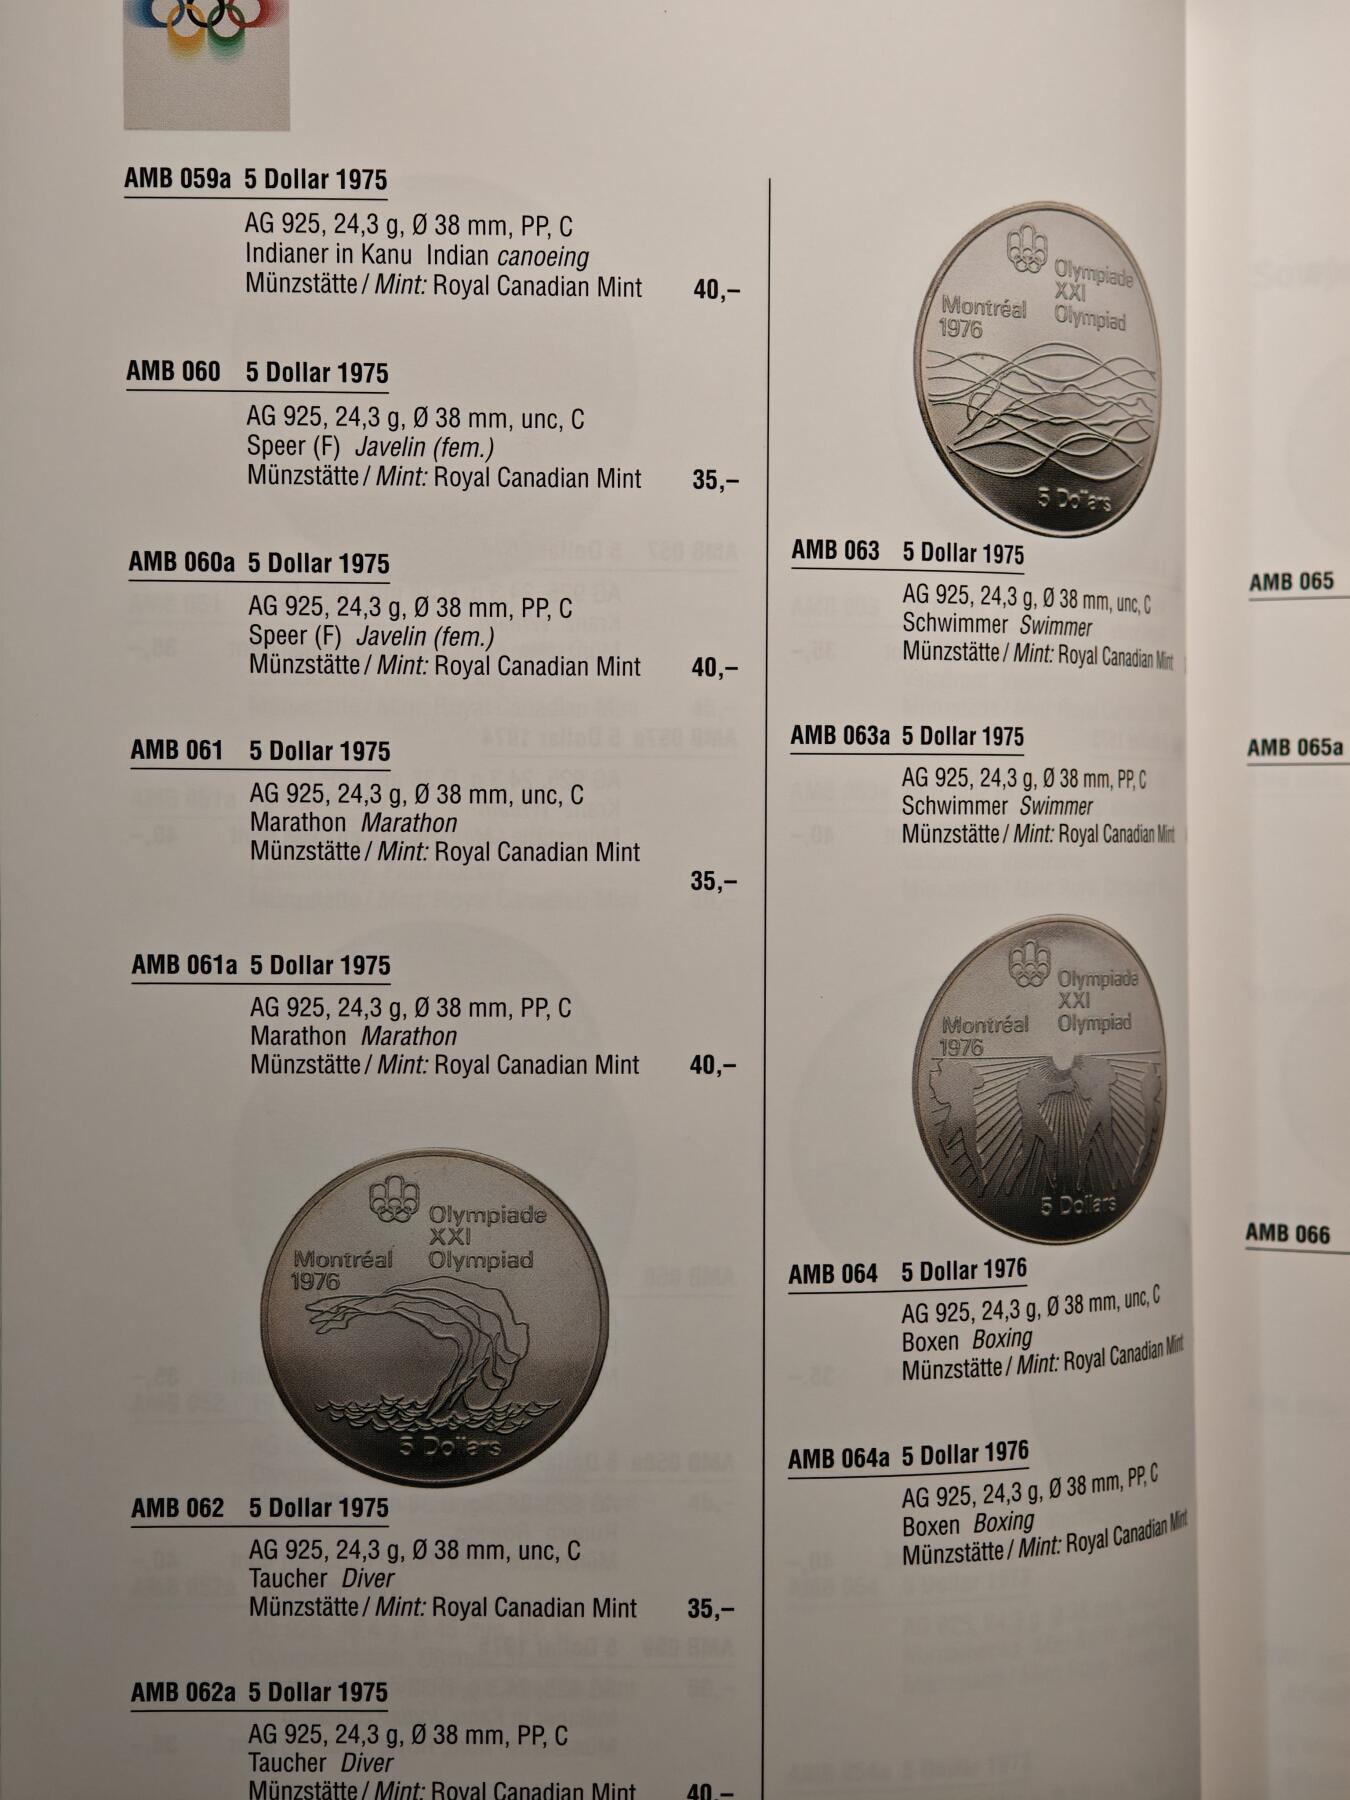 AMB 059a 5 Dollar 1975
AG 925, 24,3 g, Ø 38 mm, PP, C
Indianer in Kanu Indian canoeing
Münzstätte / Mint: Royal Canadian Mint 40,–
AMB 060 5 Dollar 1975
AG 925, 24,3 g, Ø 38 mm, unc, C
Speer (F) Javelin (fem.)
Münzstätte / Mint: Royal Canadian Mint 35,–
AMB 060a 5 Dollar 1975
AG 925, 24,3 g, Ø 38 mm, PP, C
Speer (F) Javelin (fem.)
Münzstätte / Mint: Royal Canadian Mint 40,–
AMB 061 5 Dollar 1975
AG 925, 24,3 g, Ø 38 mm, unc, C
Marathon Marathon
Münzstätte / Mint: Royal Canadian Mint
35,–
AMB 061a 5 Dollar 1975
AG 925, 24,3 g, Ø 38 mm, PP, C
Marathon Marathon
Münzstätte / Mint: Royal Canadian Mint 40,–
Olympiade
XXI
Montréal Olympiad
1976
5 Dollars
AMB 062 5 Dollar 1975
AG 925, 24,3 g, Ø 38 mm, unc, C
Taucher Diver
Münzstätte / Mint: Royal Canadian Mint 35,–
AMB 062a 5 Dollar 1975
AG 925, 24,3 g, Ø 38 mm, PP, C
Taucher Diver
Münzstätte / Mint: Royal Canadian Mint 40,–
Olympiade
XXI
Montréal Olympiad
1976
5 Dollars
AMB 063 5 Dollar 1975
AG 925, 24,3 g, Ø 38 mm, unc, C
Schwimmer Swimmer
Münzstätte / Mint: Royal Canadian Mint
AMB 063a 5 Dollar 1975
AG 925, 24,3 g, Ø 38 mm, PP, C
Schwimmer Swimmer
Münzstätte / Mint: Royal Canadian Mint
Olympiade
XXI
Montréal Olympiad
1976
5 Dollars
AMB 064 5 Dollar 1976
AG 925, 24,3 g, Ø 38 mm, unc, C
Boxen Boxing
Münzstätte / Mint: Royal Canadian Mint
AMB 064a 5 Dollar 1976
AG 925, 24,3 g, Ø 38 mm, PP, C
Boxen Boxing
Münzstätte / Mint: Royal Canadian Mint
AMB 065
AMB 065a
AMB 066